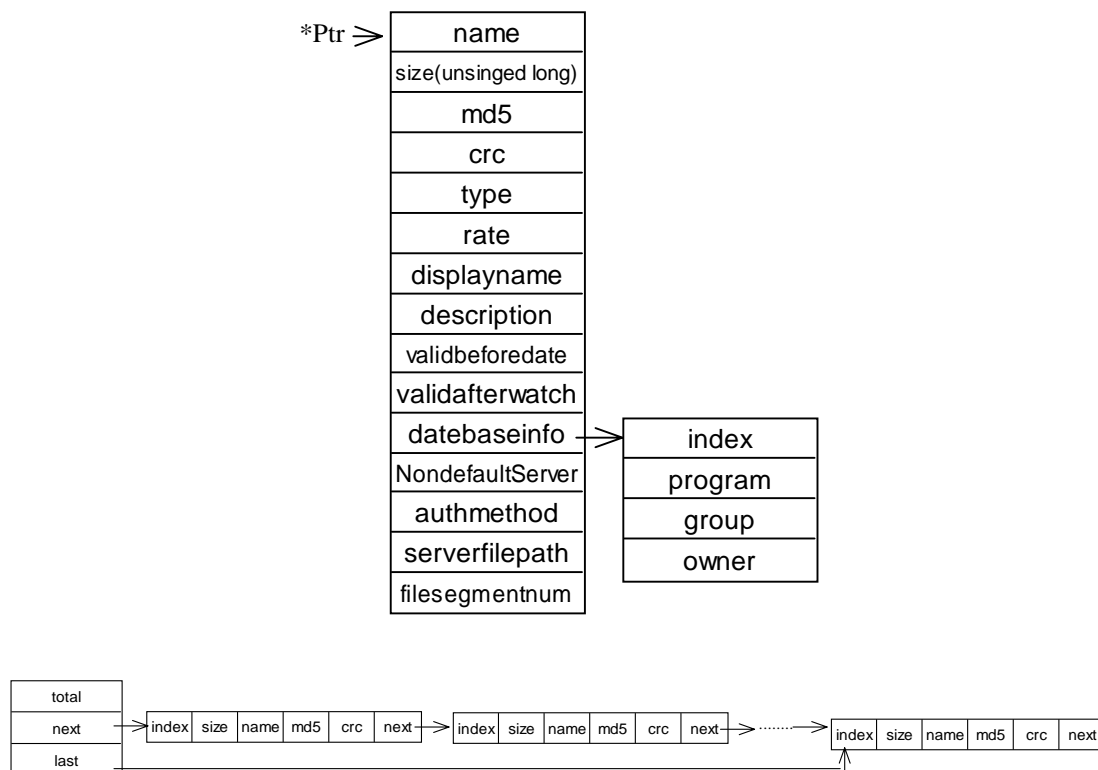 *Ptr
name
size(unsinged long)
md5
crc
type
rate
displayname
description
validbeforedate
validafterwatch
datebaseinfo
NondefaultServer
authmethod
serverfilepath
filesegmentnum
index
program
group
owner
total
next
last
index size name md5 crc next
index size name md5 crc next
........
index size name md5 crc next